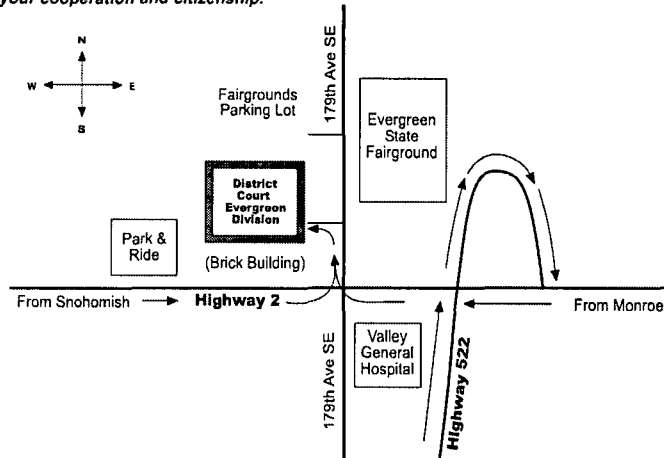 your cooperation and citizenship.
N
W
E
S
179th Ave SE
Fairgrounds
Parking Lot
Evergreen
State
Fairground
District
Court
Evergreen
Division
Park &
Ride
(Brick Building)
From Snohomish
Highway 2
From Monroe
Valley
General
Hospital
179th Ave SE
Highway 522